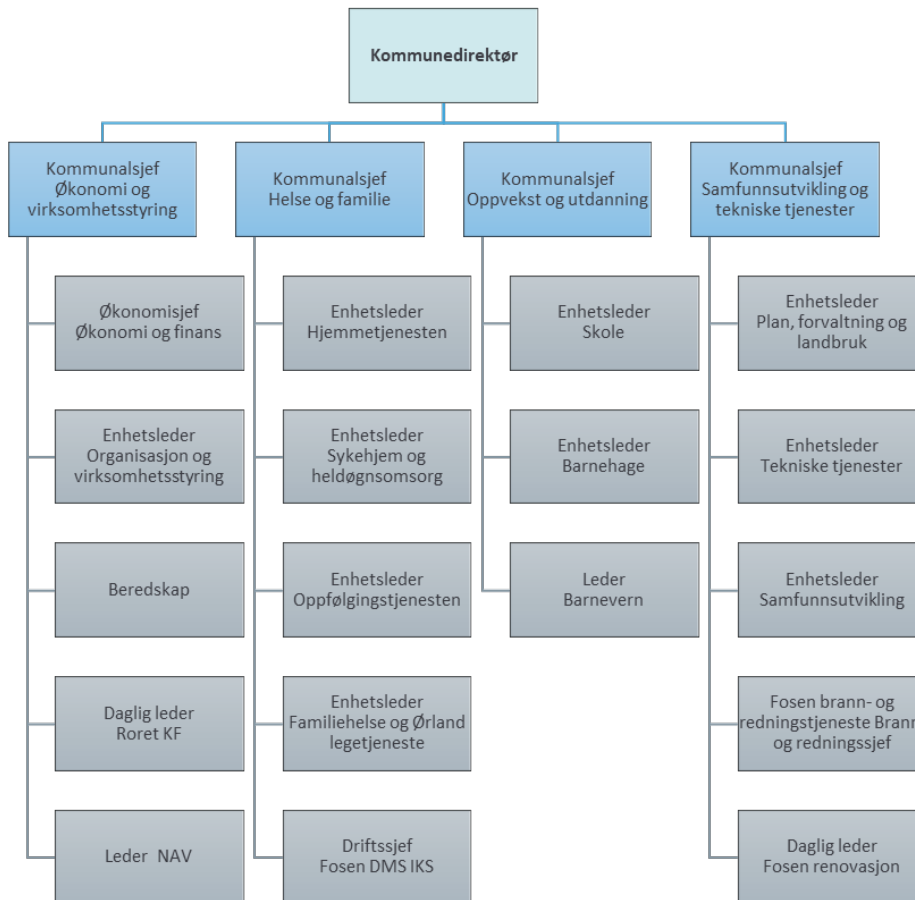 Kommunedirektør
Kommunalsjef
Økonomi og
virksomhetsstyring
Kommunalsjef
Helse og familie
Kommunalsjef
Oppvekst og utdanning
Kommunalsjef
Samfunnsutvikling og
tekniske tjenester
Økonomisjef
Økonomi og finans
Enhetsleder
Organisasjon og
virksomhetsstyring
Beredskap
Daglig leder
Roret KF
Leder NAV
Enhetsleder
Hjemmetjenesten
Enhetsleder
Sykehjem og
heldøgnsomsorg
Enhetsleder
Oppfølgingstjenesten
Enhetsleder
Familiehelse og Ørland
legetjeneste
Driftssjef
Fosen DMS IKS
Enhetsleder
Skole
Enhetsleder
Barnehage
Leder
Barnevern
Enhetsleder
Plan, forvaltning og
landbruk
Enhetsleder
Tekniske tjenester
Enhetsleder
Samfunnsutvikling
Fosen brann- og
redningstjeneste Brann
og redningssjef
Daglig leder
Fosen renovasjon